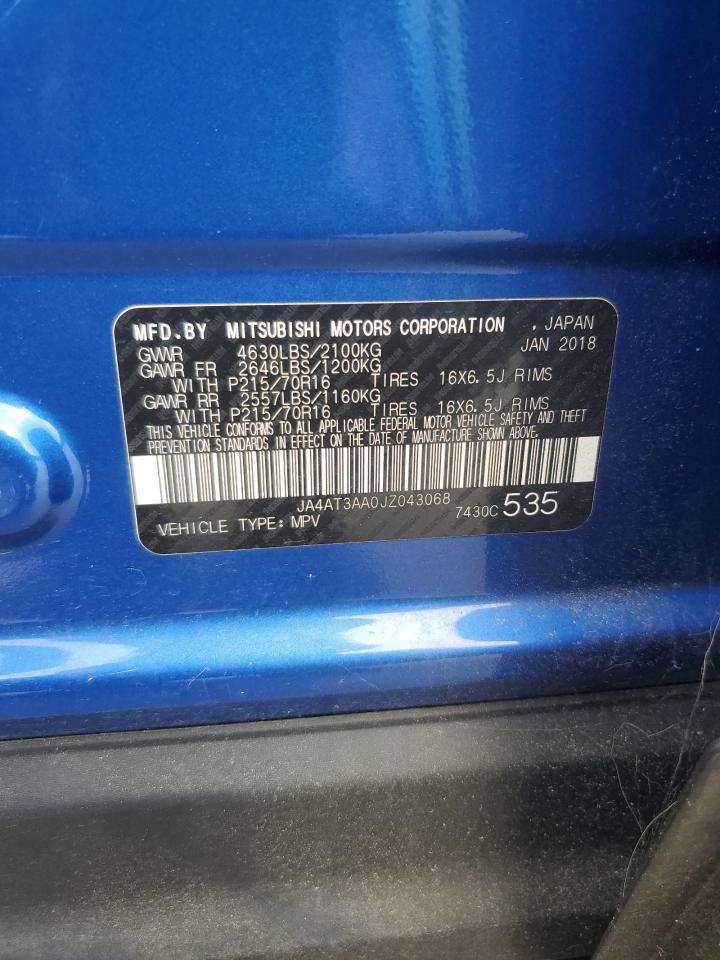 MFD.BY MITSUBISHI MOTORS CORPORATION , JAPAN
GVWR 4630LBS/2100KG JAN 2018
GAWR FR 2646LBS/1200KG
WITH P215/70R16 TIRES 16X6.5J RIMS
GAWR RR 2557LBS/1160KG
WITH P215/70R16 TIRES 16X6.5J RIMS
THIS VEHICLE CONFORMS TO ALL APPLICABLE FEDERAL MOTOR VEHICLE SAFETY AND THEFT
PREVENTION STANDARDS IN EFFECT ON THE DATE OF MANUFACTURE SHOWN ABOVE.
JA4AT3AA0JZ043068
VEHICLE TYPE: MPV 7430C 535